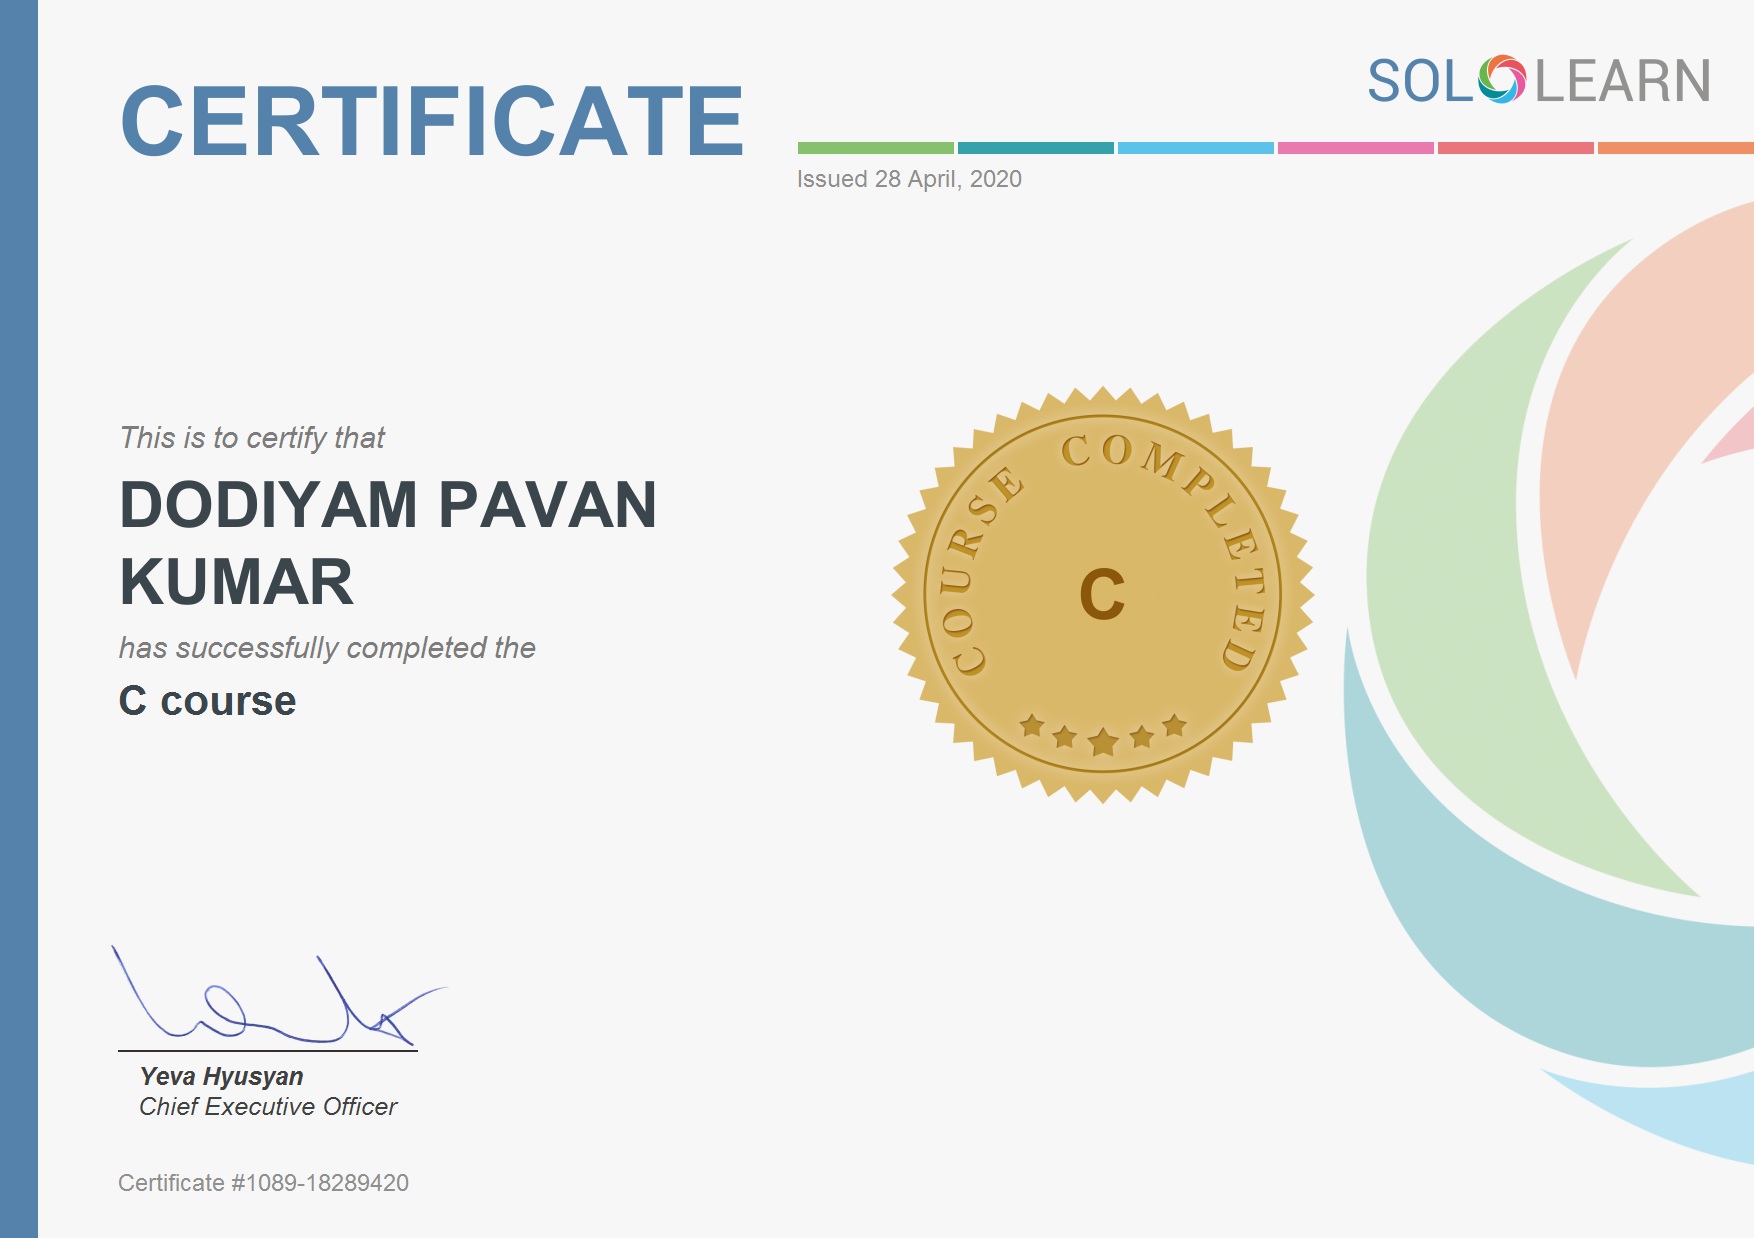 CERTIFICATE
SOLOLEARN
Issued 28 April, 2020
This is to certify that
DODIYAM PAVAN
KUMAR
has successfully completed the
C course
COURSE COMPLETED
C
Yeva Hyusyan
Chief Executive Officer
Certificate #1089-18289420